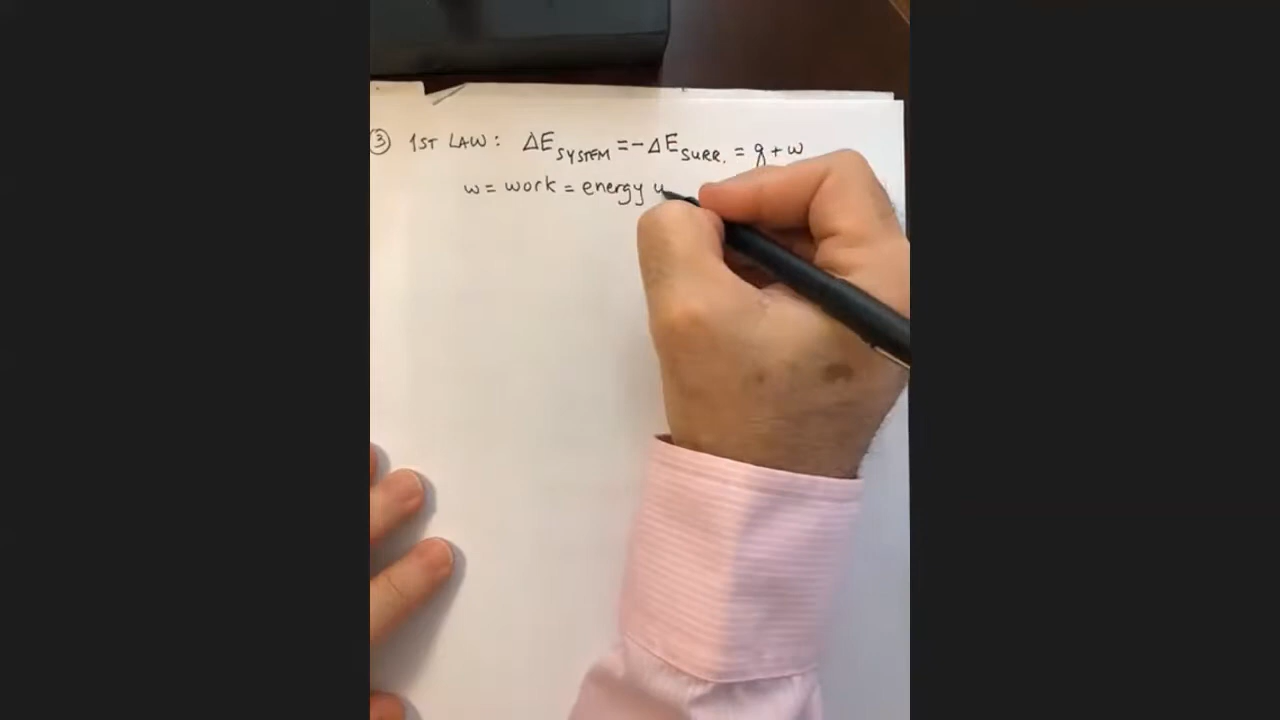 ③ 1ST LAW: ΔE SYSTEM = -ΔE SURR. = q + w
w = work = energy u